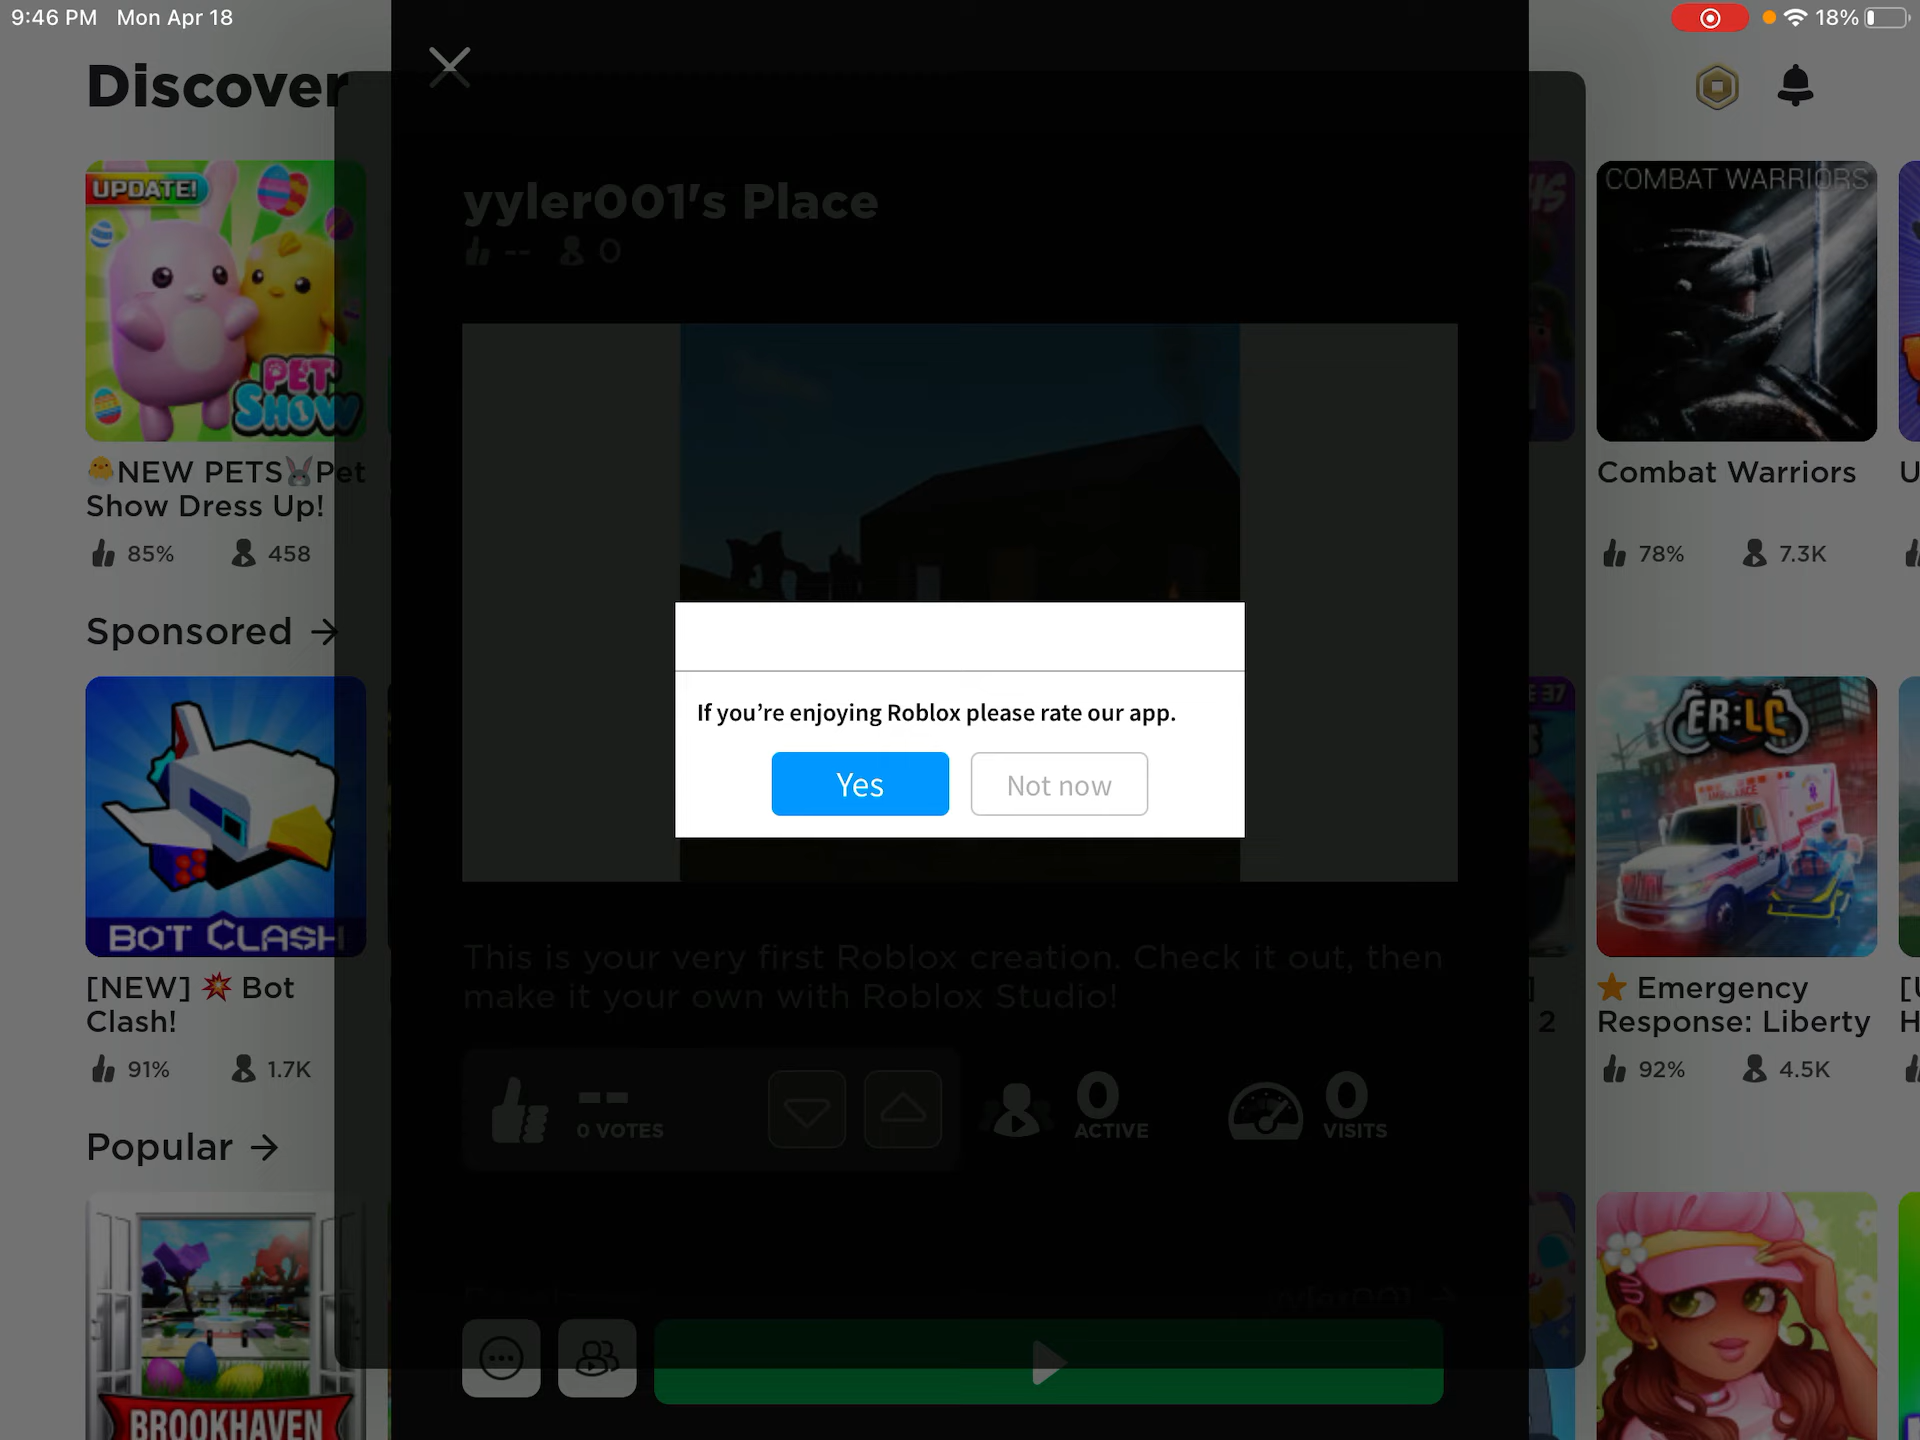 9:46 PM Mon Apr 18
18%
Discover
UPDATE!
PET
SHOW
🐥NEW PETS🐰Pet
Show Dress Up!
85% 458
Sponsored →
BOT CLASH
[NEW] 💥 Bot
Clash!
91% 1.7K
Popular →
BROOKHAVEN
yyler001's Place
-- 0
If you’re enjoying Roblox please rate our app.
Yes
Not now
This is your very first Roblox creation. Check it out, then
make it your own with Roblox Studio!
--
0 VOTES
0
ACTIVE
0
VISITS
COMBAT WARRIORS
Combat Warriors
78% 7.3K
E 37
ER:LC
AMBULANCE
] 2
⭐ Emergency
Response: Liberty
92% 4.5K
U
[U
H